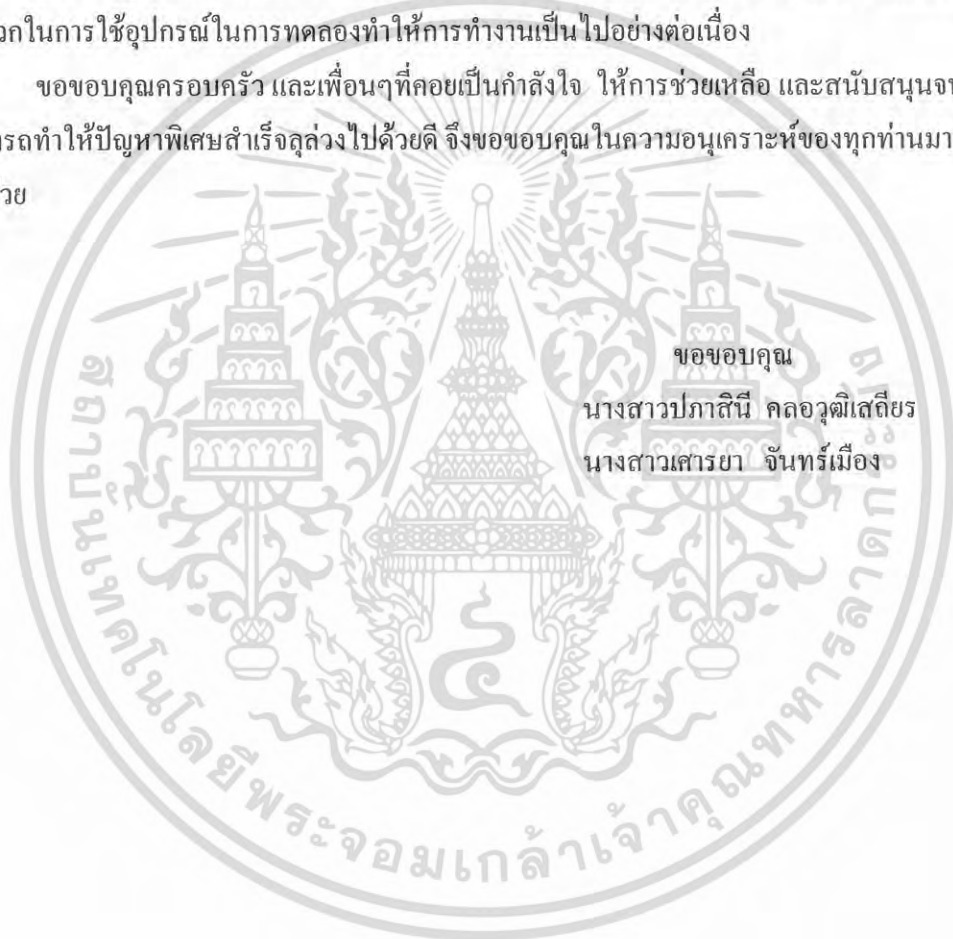 วกในการใช้อุปกรณ์ในการทดลองทำให้การทำงานเป็นไปอย่างต่อเนื่อง
ขอขอบคุณครอบครัว และเพื่อนๆที่คอยเป็นกำลังใจ ให้การช่วยเหลือ และสนับสนุนจน
ารถทำให้ปัญหาพิเศษสำเร็จลุล่วงไปด้วยดี จึงขอขอบคุณในความอนุเคราะห์ของทุกท่านมา
วย
ขอขอบคุณ
นางสาวปภาสินี คลอวุฒิเสถียร
นางสาวเศารยา จันทร์เมือง
สถาบันเทคโนโลยีพระจอมเกล้าเจ้าคุณทหารลาดกระบัง
๔